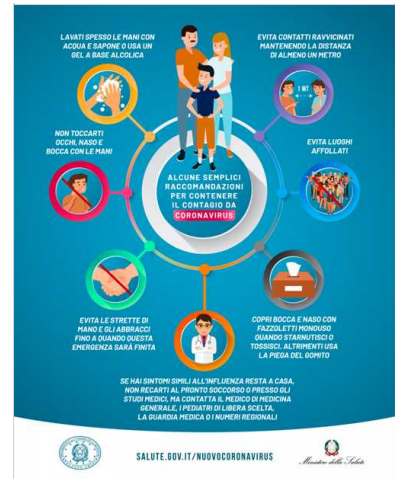 LAVATI SPESSO LE MANI CON
ACQUA E SAPONE O USA UN
GEL A BASE ALCOLICA
EVITA CONTATTI RAVVICINATI
MANTENENDO LA DISTANZA
DI ALMENO UN METRO
1 MT
NON TOCCARTI
OCCHI, NASO E
BOCCA CON LE MANI
EVITA LUOGHI
AFFOLLATI
ALCUNE SEMPLICI
RACCOMANDAZIONI
PER CONTENERE
IL CONTAGIO DA
CORONAVIRUS
EVITA LE STRETTE DI
MANO E GLI ABBRACCI
FINO A QUANDO QUESTA
EMERGENZA SARÀ FINITA
COPRI BOCCA E NASO CON
FAZZOLETTI MONOUSO
QUANDO STARNUTISCI O
TOSSISCI. ALTRIMENTI USA
LA PIEGA DEL GOMITO
SE HAI SINTOMI SIMILI ALL'INFLUENZA RESTA A CASA,
NON RECARTI AL PRONTO SOCCORSO O PRESSO GLI
STUDI MEDICI, MA CONTATTA IL MEDICO DI MEDICINA
GENERALE, I PEDIATRI DI LIBERA SCELTA,
LA GUARDIA MEDICA O I NUMERI REGIONALI
SALUTE.GOV.IT/NUOVOCORONAVIRUS
Ministero della Salute